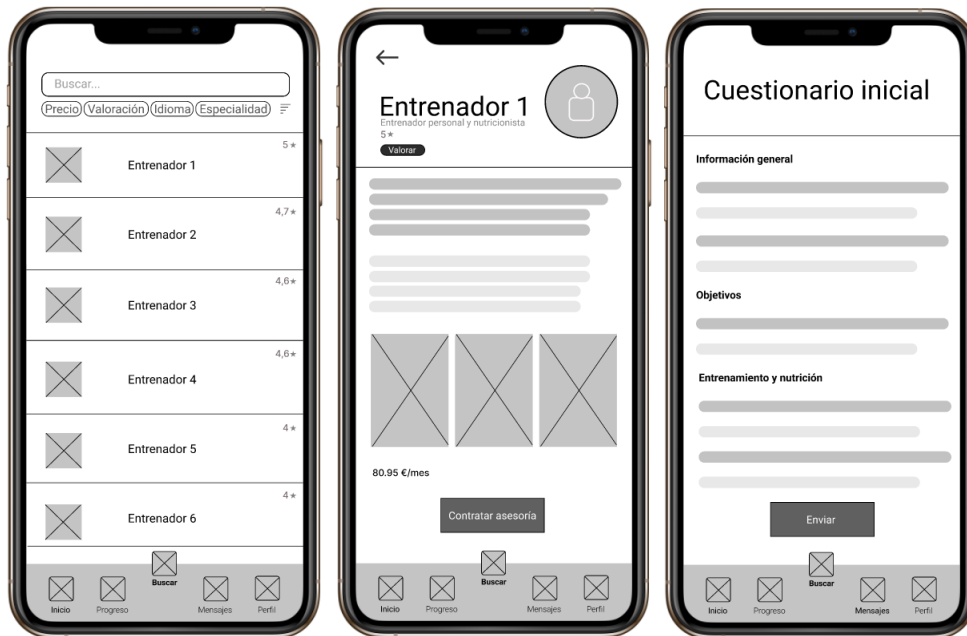 Buscar...
Precio Valoración Idioma Especialidad
5★
Entrenador 1
4,7★
Entrenador 2
4,6★
Entrenador 3
4,6★
Entrenador 4
4★
Entrenador 5
4★
Entrenador 6
Inicio Progreso Buscar Mensajes Perfil
Entrenador 1
Entrenador personal y nutricionista
5★
Valorar
80.95 €/mes
Contratar asesoría
Inicio Progreso Buscar Mensajes Perfil
Cuestionario inicial
Información general
Objetivos
Entrenamiento y nutrición
Enviar
Inicio Progreso Buscar Mensajes Perfil